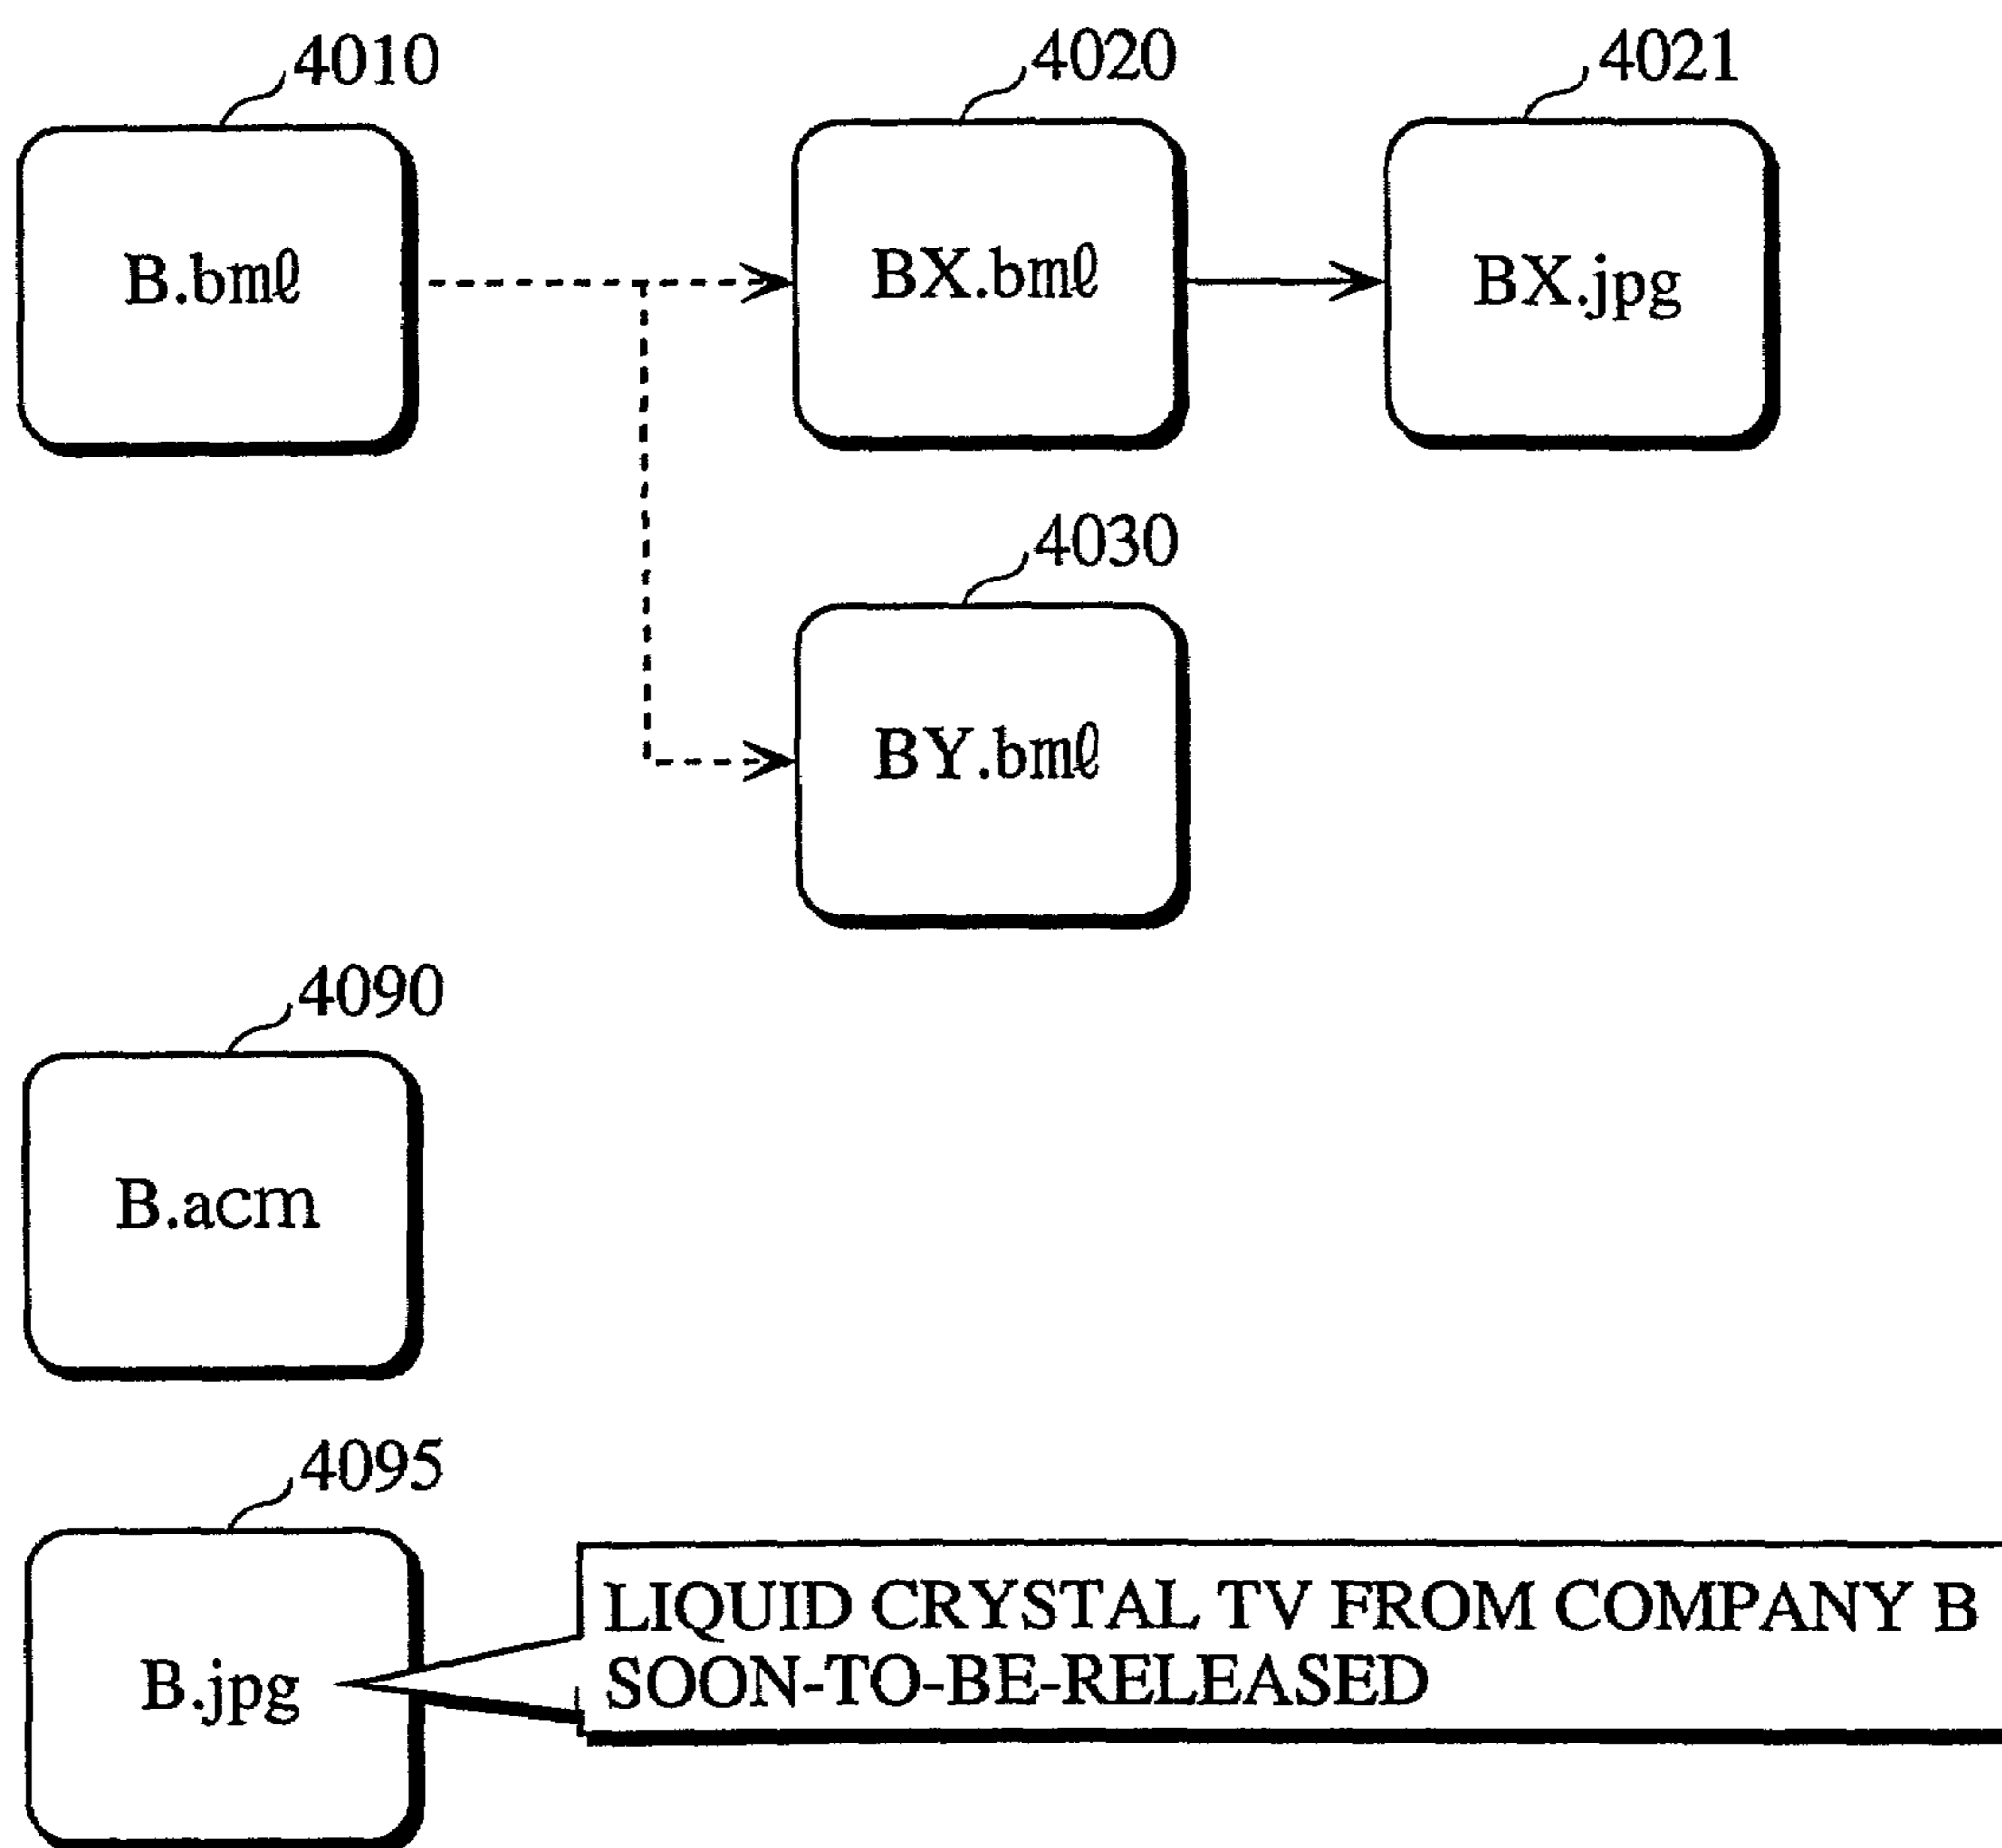 4010
4020
4021
B.bmℓ
BX.bmℓ
BX.jpg
4030
BY.bmℓ
4090
B.acm
4095
B.jpg
LIQUID CRYSTAL TV FROM COMPANY B
SOON-TO-BE-RELEASED